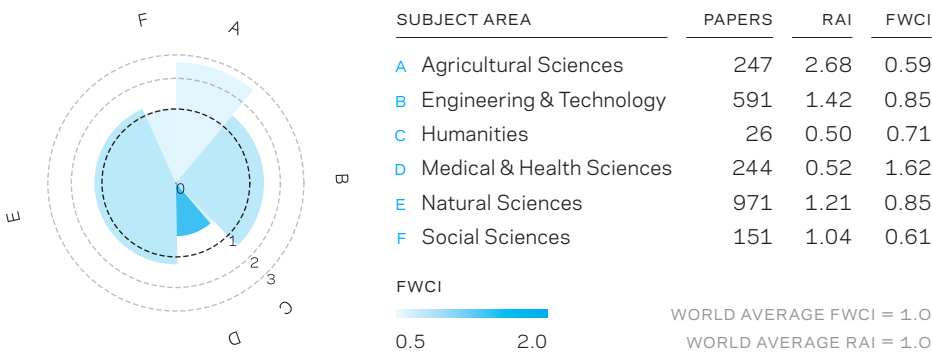 F
A
B
C
D
E
0
1
2
3
SUBJECT AREA PAPERS RAI FWCI
A Agricultural Sciences 247 2.68 0.59
B Engineering & Technology 591 1.42 0.85
C Humanities 26 0.50 0.71
D Medical & Health Sciences 244 0.52 1.62
E Natural Sciences 971 1.21 0.85
F Social Sciences 151 1.04 0.61
FWCI
0.5 2.0
WORLD AVERAGE FWCI = 1.0
WORLD AVERAGE RAI = 1.0